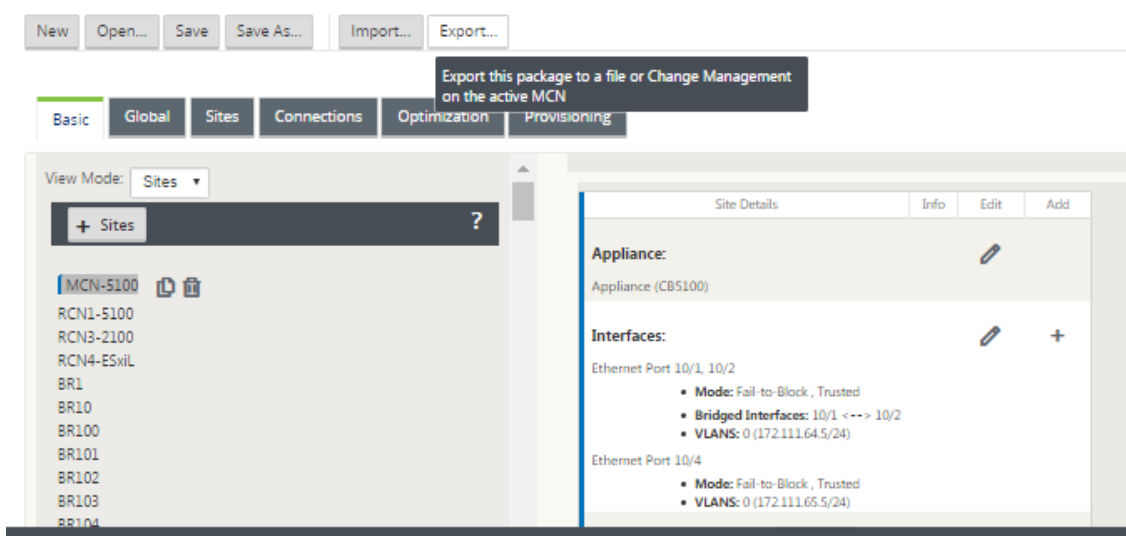 New Open... Save Save As... Import... Export...
Export this package to a file or Change Management
on the active MCN
Basic Global Sites Connections Optimization Provisioning
View Mode: Sites
+ Sites ?
MCN-5100
RCN1-5100
RCN3-2100
RCN4-ESxiL
BR1
BR10
BR100
BR101
BR102
BR103
BR104
Site Details Info Edit Add
Appliance:
Appliance (CB5100)
Interfaces:
Ethernet Port 10/1, 10/2
• Mode: Fail-to-Block , Trusted
• Bridged Interfaces: 10/1 <--> 10/2
• VLANS: 0 (172.111.64.5/24)
Ethernet Port 10/4
• Mode: Fail-to-Block , Trusted
• VLANS: 0 (172.111.65.5/24)